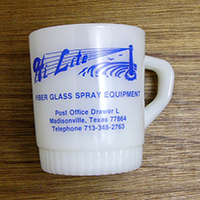 Hi Lite
FIBER GLASS SPRAY EQUIPMENT
Post Office Drawer L
Madisonville, Texas 77864
Telephone 713-348-2763